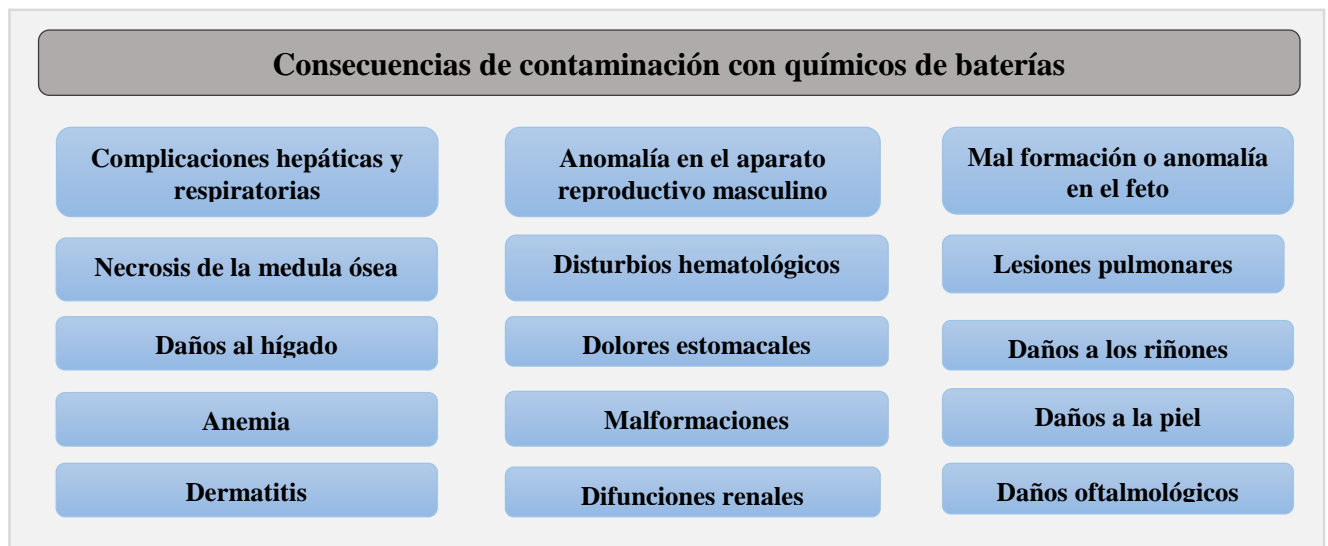 Consecuencias de contaminación con químicos de baterías
Complicaciones hepáticas y
respiratorias
Anomalía en el aparato
reproductivo masculino
Mal formación o anomalía
en el feto
Necrosis de la medula ósea
Disturbios hematológicos
Lesiones pulmonares
Daños al hígado
Dolores estomacales
Daños a los riñones
Anemia
Malformaciones
Daños a la piel
Dermatitis
Difunciones renales
Daños oftalmológicos